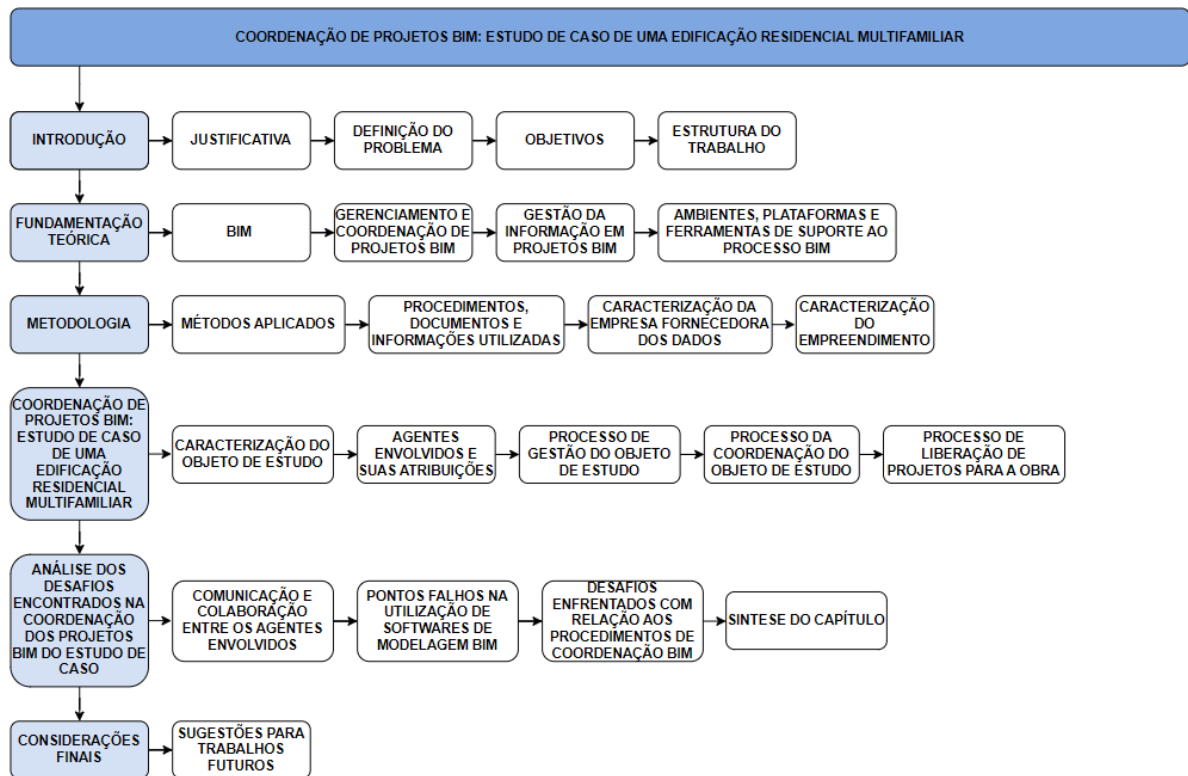 COORDENAÇÃO DE PROJETOS BIM: ESTUDO DE CASO DE UMA EDIFICAÇÃO RESIDENCIAL MULTIFAMILIAR
INTRODUÇÃO
JUSTIFICATIVA
DEFINIÇÃO DO
PROBLEMA
OBJETIVOS
ESTRUTURA DO
TRABALHO
FUNDAMENTAÇÃO
TEÓRICA
BIM
GERENCIAMENTO E
COORDENAÇÃO DE
PROJETOS BIM
GESTÃO DA
INFORMAÇÃO EM
PROJETOS BIM
AMBIENTES, PLATAFORMAS E
FERRAMENTAS DE SUPORTE AO
PROCESSO BIM
METODOLOGIA
MÉTODOS APLICADOS
PROCEDIMENTOS,
DOCUMENTOS E
INFORMAÇÕES UTILIZADAS
CARACTERIZAÇÃO DA
EMPRESA FORNECEDORA
DOS DADOS
CARACTERIZAÇÃO
DO
EMPREENDIMENTO
COORDENAÇÃO DE
PROJETOS BIM:
ESTUDO DE CASO
DE UMA
EDIFICAÇÃO
RESIDENCIAL
MULTIFAMILIAR
CARACTERIZAÇÃO DO
OBJETO DE ESTUDO
AGENTES
ENVOLVIDOS E
SUAS ATRIBUIÇÕES
PROCESSO DE
GESTÃO DO OBJETO
DE ESTUDO
PROCESSO DA
COORDENAÇÃO DO
OBJETO DE ESTUDO
PROCESSO DE
LIBERAÇÃO DE
PROJETOS PARA A OBRA
ANÁLISE DOS
DESAFIOS
ENCONTRADOS NA
COORDENAÇÃO
DOS PROJETOS
BIM DO ESTUDO DE
CASO
COMUNICAÇÃO E
COLABORAÇÃO
ENTRE OS AGENTES
ENVOLVIDOS
PONTOS FALHOS NA
UTILIZAÇÃO DE
SOFTWARES DE
MODELAGEM BIM
DESAFIOS
ENFRENTADOS COM
RELAÇÃO AOS
PROCEDIMENTOS DE
COORDENAÇÃO BIM
SINTESE DO CAPÍTULO
CONSIDERAÇÕES
FINAIS
SUGESTÕES PARA
TRABALHOS
FUTUROS